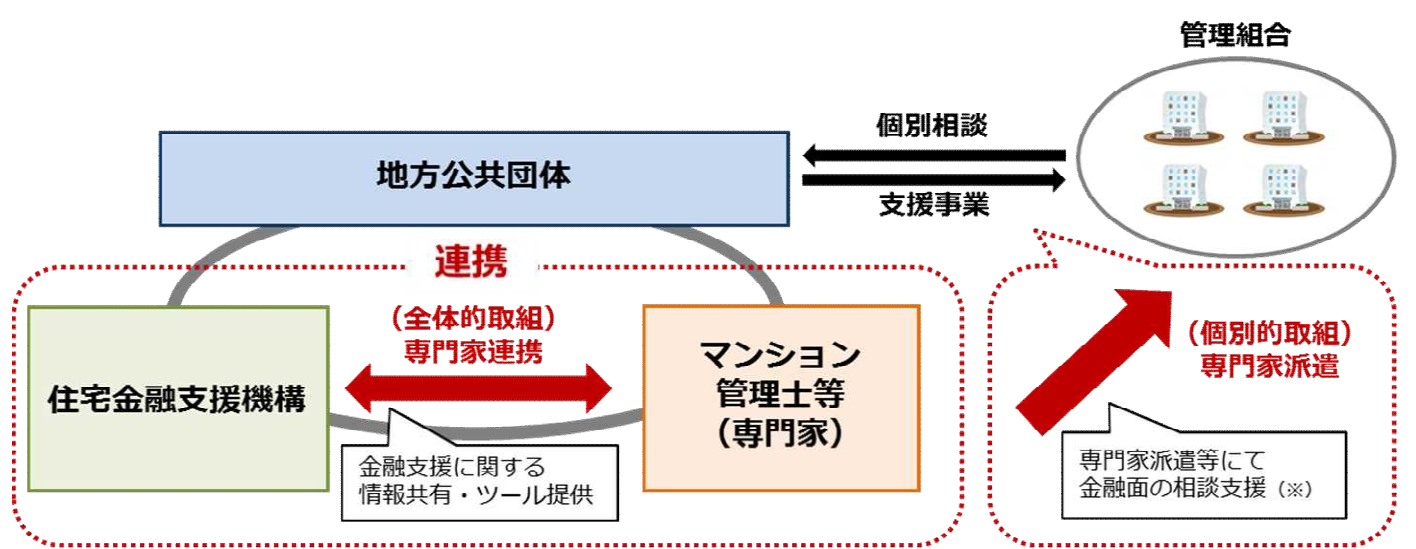 管理組合
個別相談
地方公共団体
支援事業
連携
（全体的取組）
専門家連携
住宅金融支援機構
マンション
管理士等
（専門家）
金融支援に関する
情報共有・ツール提供
（個別的取組）
専門家派遣
専門家派遣等にて
金融面の相談支援（※）